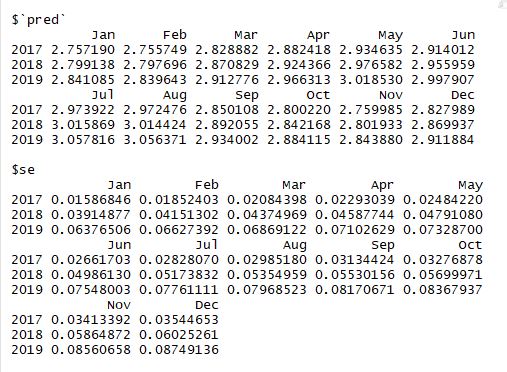 $`pred`
Jan Feb Mar Apr May Jun
2017 2.757190 2.755749 2.828882 2.882418 2.934635 2.914012
2018 2.799138 2.797696 2.870829 2.924366 2.976582 2.955959
2019 2.841085 2.839643 2.912776 2.966313 3.018530 2.997907
Jul Aug Sep Oct Nov Dec
2017 2.973922 2.972476 2.850108 2.800220 2.759985 2.827989
2018 3.015869 3.014424 2.892055 2.842168 2.801933 2.869937
2019 3.057816 3.056371 2.934002 2.884115 2.843880 2.911884

$se
Jan Feb Mar Apr May
2017 0.01586846 0.01852403 0.02084398 0.02293039 0.02484220
2018 0.03914877 0.04151302 0.04374969 0.04587744 0.04791080
2019 0.06376506 0.06627392 0.06869122 0.07102629 0.07328700
Jun Jul Aug Sep Oct
2017 0.02661703 0.02828070 0.02985180 0.03134424 0.03276878
2018 0.04986130 0.05173832 0.05354959 0.05530156 0.05699971
2019 0.07548003 0.07761111 0.07968523 0.08170671 0.08367937
Nov Dec
2017 0.03413392 0.03544653
2018 0.05864872 0.06025261
2019 0.08560658 0.08749136